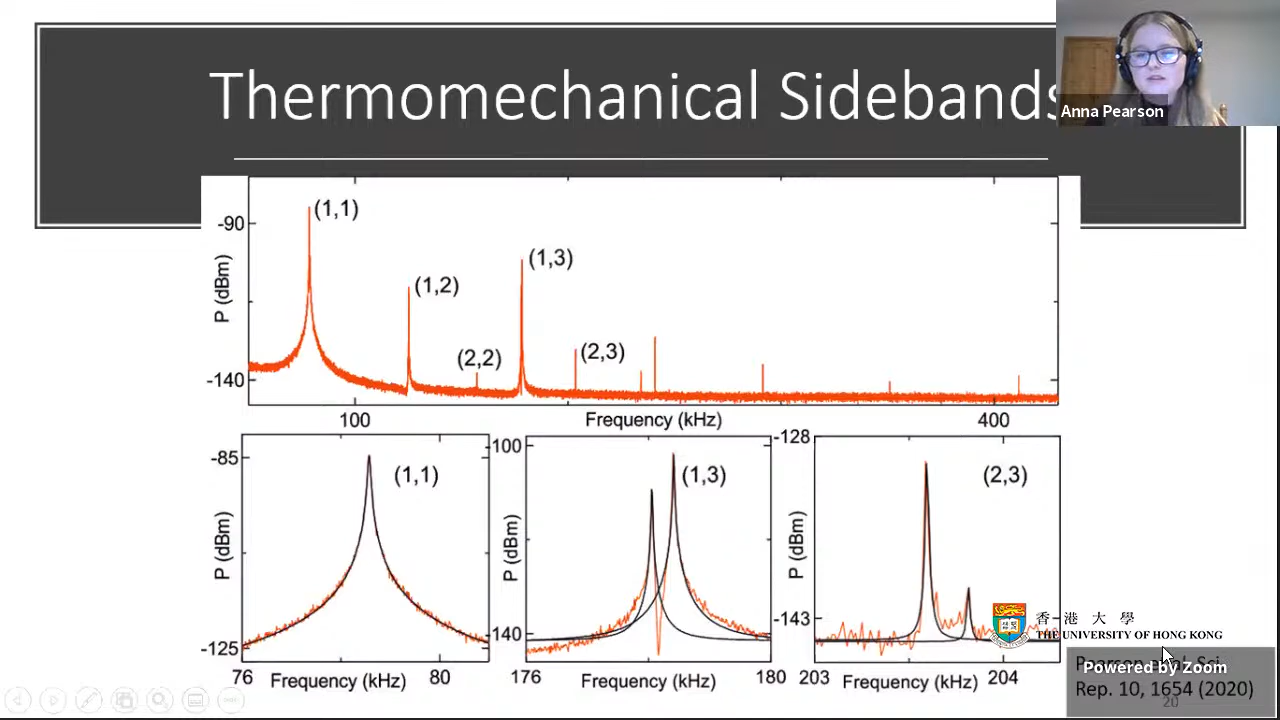 Thermomechanical Sidebands
Anna Pearson
-90
-140
P (dBm)
(1,1)
(1,2)
(2,2)
(1,3)
(2,3)
100
Frequency (kHz)
400
-85
-125
P (dBm)
(1,1)
76
Frequency (kHz)
80
-100
-140
P (dBm)
(1,3)
176
Frequency (kHz)
180
-128
-143
P (dBm)
(2,3)
203
Frequency (kHz)
204
香港大學
THE UNIVERSITY OF HONG KONG
Powered by Zoom
Rep. 10, 1654 (2020)
20